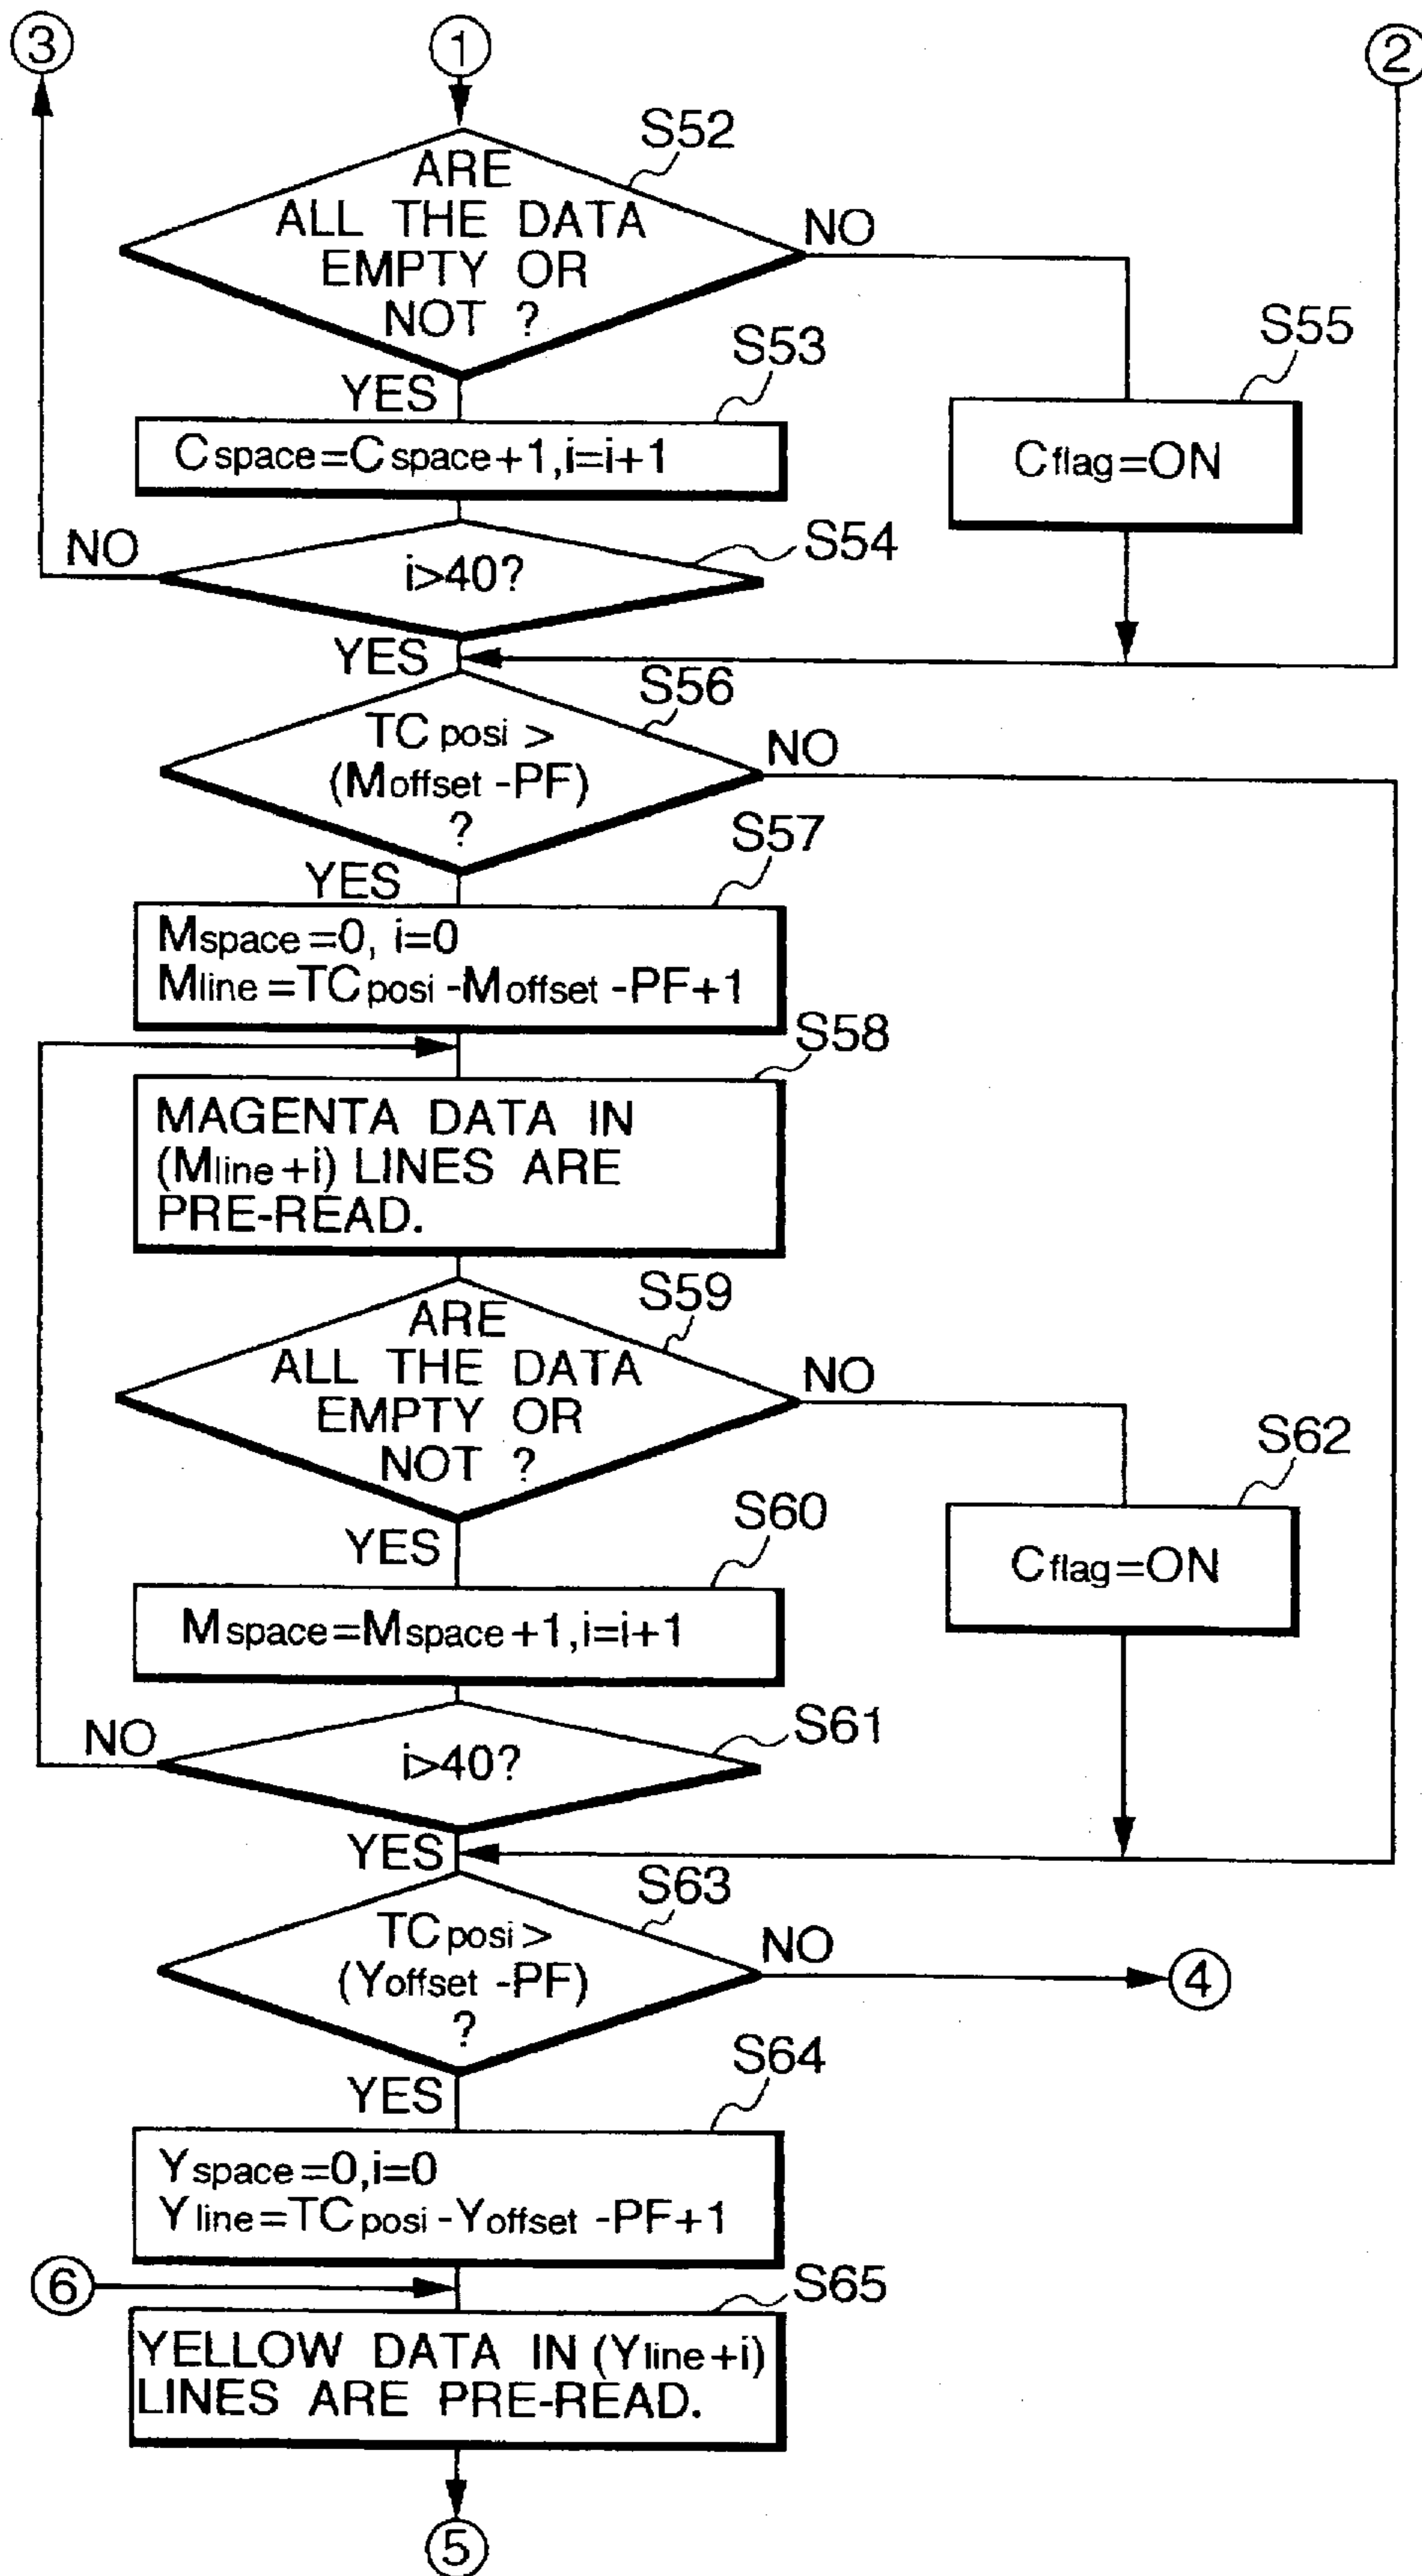 ③
①
②
S52
ARE
ALL THE DATA
EMPTY OR
NOT ?
NO
YES
S53
Cspace=Cspace+1,i=i+1
S55
Cflag=ON
S54
i>40?
NO
YES
S56
TCposi >
(Moffset-PF)
?
NO
YES
S57
Mspace=0, i=0
Mline=TCposi-Moffset-PF+1
S58
MAGENTA DATA IN
(Mline+i) LINES ARE
PRE-READ.
S59
ARE
ALL THE DATA
EMPTY OR
NOT ?
NO
YES
S62
Cflag=ON
S60
Mspace=Mspace+1,i=i+1
S61
i>40?
NO
YES
S63
TCposi>
(Yoffset-PF)
?
NO
④
YES
S64
Yspace=0,i=0
Yline=TCposi-Yoffset-PF+1
⑥
S65
YELLOW DATA IN (Yline+i)
LINES ARE PRE-READ.
⑤